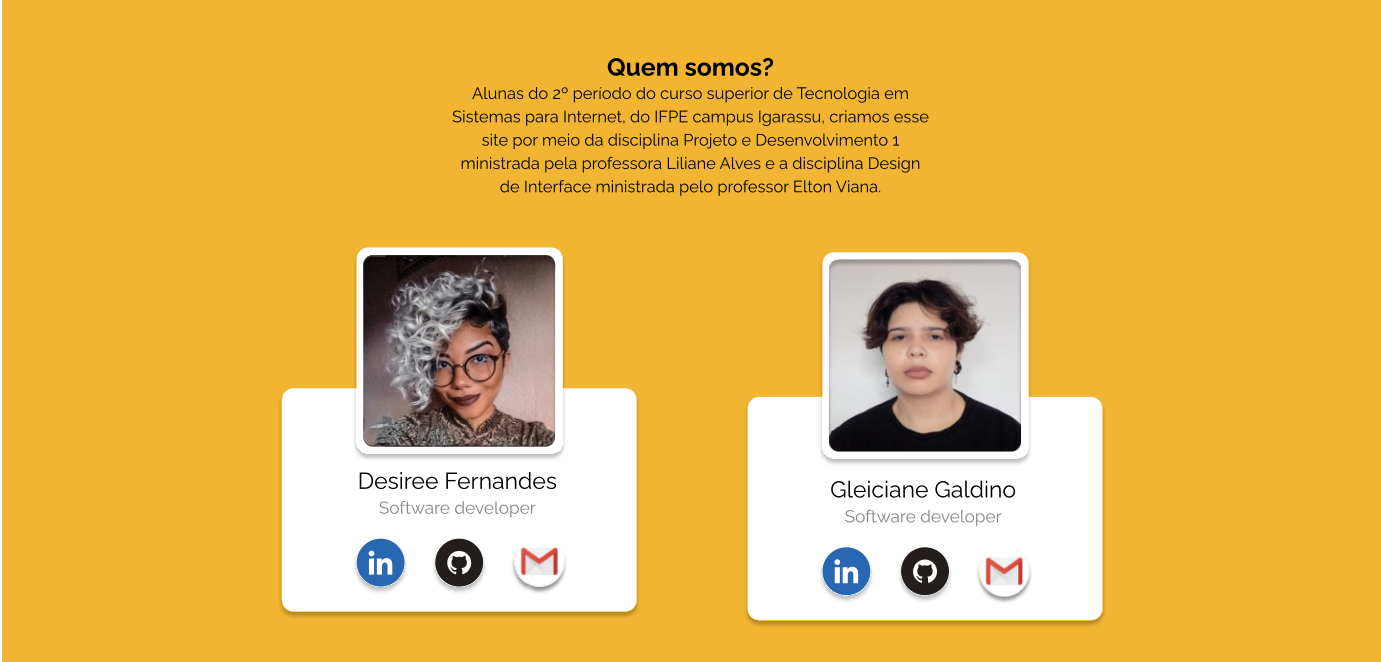 Quem somos?
Alunas do 2º período do curso superior de Tecnologia em
Sistemas para Internet, do IFPE campus Igarassu, criamos esse
site por meio da disciplina Projeto e Desenvolvimento 1
ministrada pela professora Liliane Alves e a disciplina Design
de Interface ministrada pelo professor Elton Viana.
Desiree Fernandes
Software developer
in
Gleiciane Galdino
Software developer
in